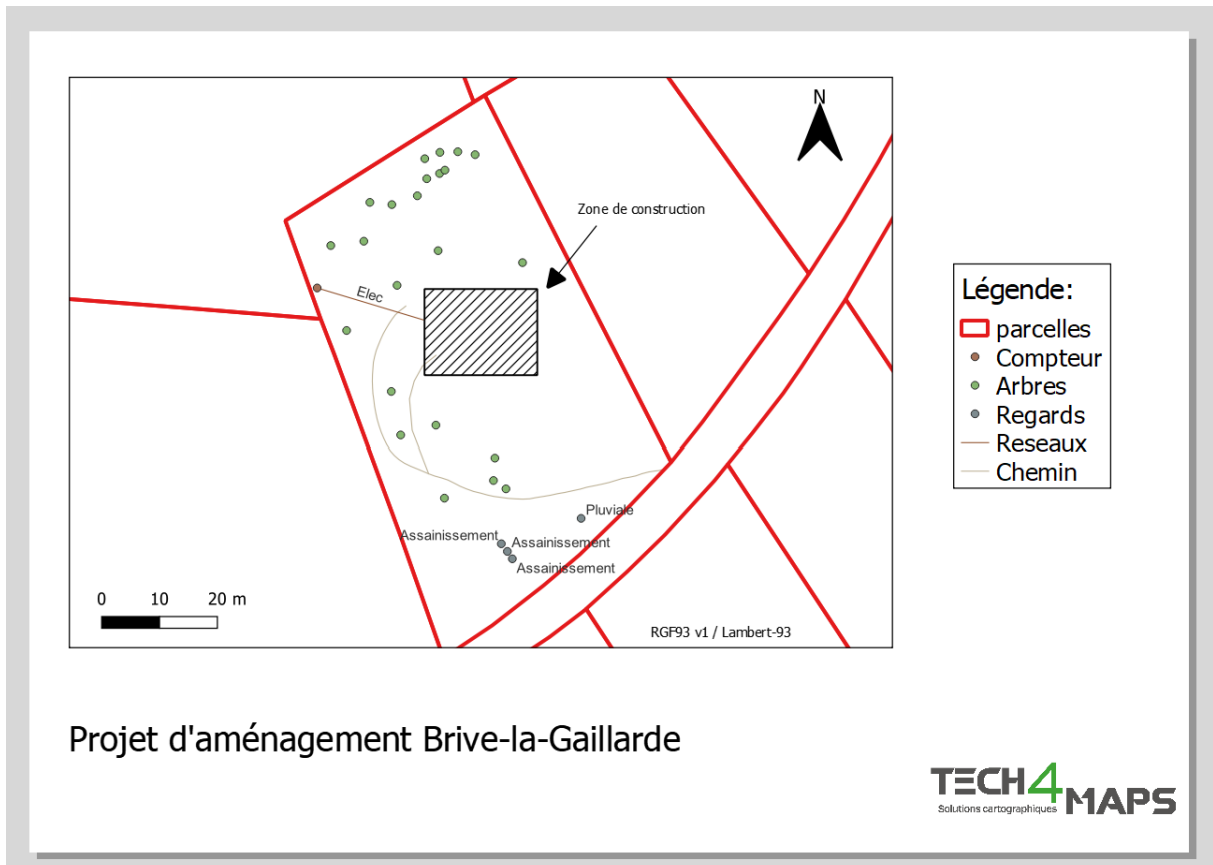 N
Zone de construction
Elec
Pluviale
Assainissement
Assainissement
Assainissement
0 10 20 m
RGF93 v1 / Lambert-93
Légende:
parcelles
Compteur
Arbres
Regards
Reseaux
Chemin
Projet d'aménagement Brive-la-Gaillarde
TECH4MAPS
Solutions cartographiques